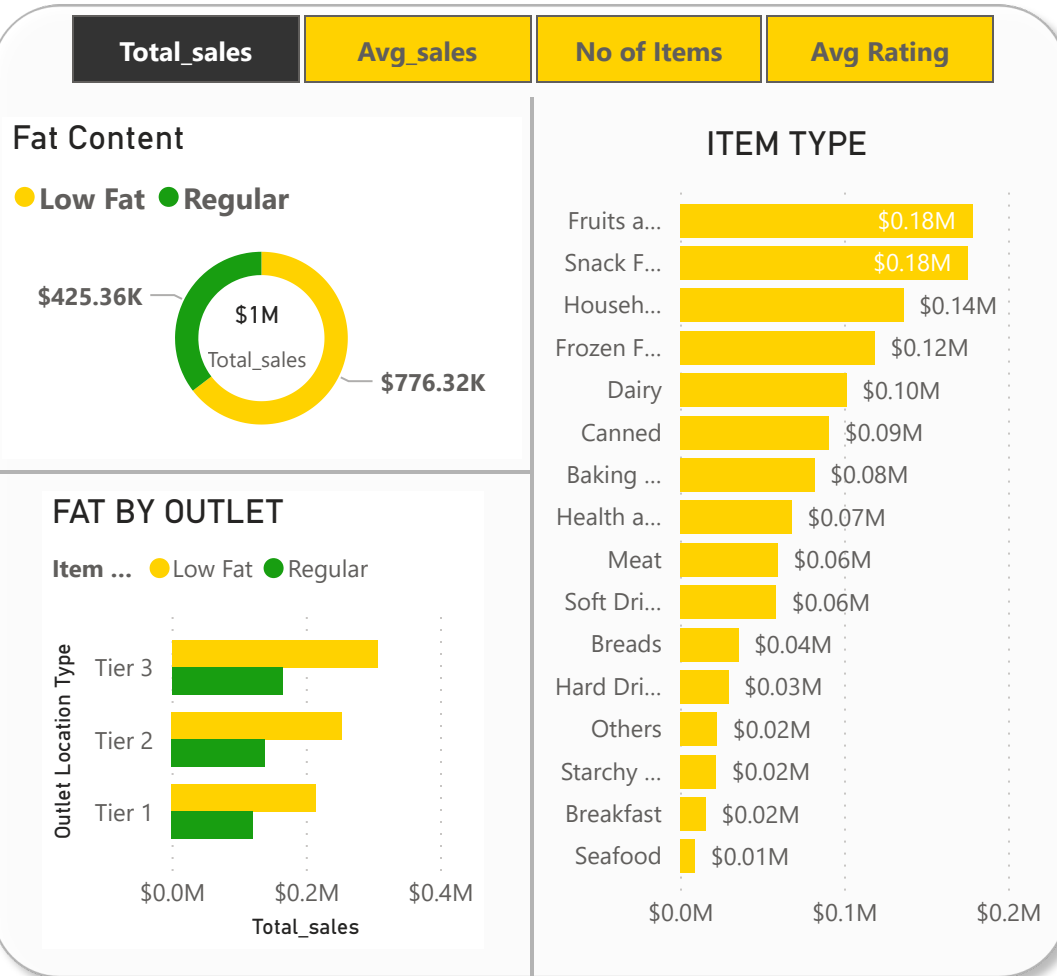 Total_sales Avg_sales No of Items Avg Rating
Fat Content
Low Fat Regular
$425.36K
$1M
Total_sales
$776.32K
FAT BY OUTLET
Item ... Low Fat Regular
Outlet Location Type
Tier 3
Tier 2
Tier 1
$0.0M $0.2M $0.4M
Total_sales
ITEM TYPE
Fruits a... $0.18M
Snack F... $0.18M
Househ... $0.14M
Frozen F... $0.12M
Dairy $0.10M
Canned $0.09M
Baking ... $0.08M
Health a... $0.07M
Meat $0.06M
Soft Dri... $0.06M
Breads $0.04M
Hard Dri... $0.03M
Others $0.02M
Starchy ... $0.02M
Breakfast $0.02M
Seafood $0.01M
$0.0M $0.1M $0.2M